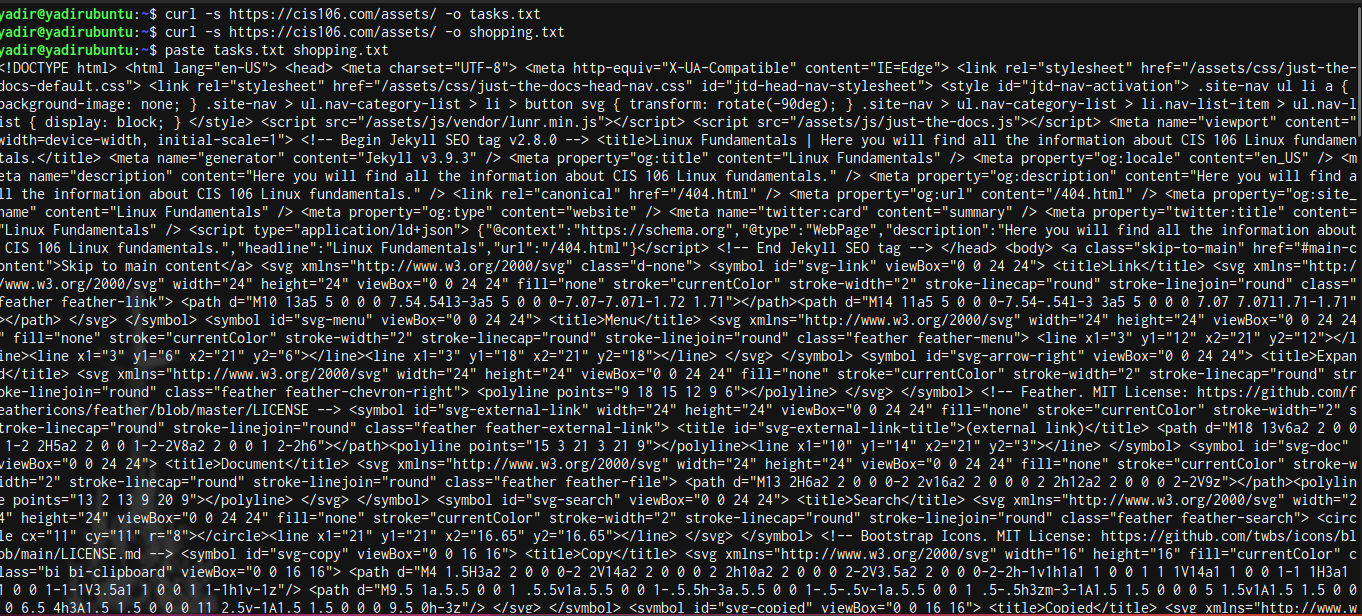 yadir@yadirubuntu:~$ curl -s https://cis106.com/assets/ -o tasks.txt
yadir@yadirubuntu:~$ curl -s https://cis106.com/assets/ -o shopping.txt
yadir@yadirubuntu:~$ paste tasks.txt shopping.txt
<!DOCTYPE html> <html lang="en-US"> <head> <meta charset="UTF-8"> <meta http-equiv="X-UA-Compatible" content="IE=Edge"> <link rel="stylesheet" href="/assets/css/just-the-
docs-default.css"> <link rel="stylesheet" href="/assets/css/just-the-docs-head-nav.css" id="jtd-head-nav-stylesheet"> <style id="jtd-nav-activation"> .site-nav ul li a {
background-image: none; } .site-nav > ul.nav-category-list > li > button svg { transform: rotate(-90deg); } .site-nav > ul.nav-category-list > li.nav-list-item > ul.nav-l
ist { display: block; } </style> <script src="/assets/js/vendor/lunr.min.js"></script> <script src="/assets/js/just-the-docs.js"></script> <meta name="viewport" content="
width=device-width, initial-scale=1"> <!-- Begin Jekyll SEO tag v2.8.0 --> <title>Linux Fundamentals | Here you will find all the information about CIS 106 Linux fundamen
tals.</title> <meta name="generator" content="Jekyll v3.9.3" /> <meta property="og:title" content="Linux Fundamentals" /> <meta property="og:locale" content="en_US" /> <m
eta name="description" content="Here you will find all the information about CIS 106 Linux fundamentals." /> <meta property="og:description" content="Here you will find a
ll the information about CIS 106 Linux fundamentals." /> <link rel="canonical" href="/404.html" /> <meta property="og:url" content="/404.html" /> <meta property="og:site_
name" content="Linux Fundamentals" /> <meta property="og:type" content="website" /> <meta name="twitter:card" content="summary" /> <meta property="twitter:title" content=
"Linux Fundamentals" /> <script type="application/ld+json"> {"@context":"https://schema.org","@type":"WebPage","description":"Here you will find all the information about
CIS 106 Linux fundamentals.","headline":"Linux Fundamentals","url":"/404.html"}</script> <!-- End Jekyll SEO tag --> </head> <body> <a class="skip-to-main" href="#main-c
ontent">Skip to main content</a> <svg xmlns="http://www.w3.org/2000/svg" class="d-none"> <symbol id="svg-link" viewBox="0 0 24 24"> <title>Link</title> <svg xmlns="http:/
/www.w3.org/2000/svg" width="24" height="24" viewBox="0 0 24 24" fill="none" stroke="currentColor" stroke-width="2" stroke-linecap="round" stroke-linejoin="round" class="
feather feather-link"> <path d="M10 13a5 5 0 0 0 7.54.54l3-3a5 5 0 0 0-7.07-7.07l-1.72 1.71"></path><path d="M14 11a5 5 0 0 0-7.54-.54l-3 3a5 5 0 0 0 7.07 7.07l1.71-1.71"
></path> </svg> </symbol> <symbol id="svg-menu" viewBox="0 0 24 24"> <title>Menu</title> <svg xmlns="http://www.w3.org/2000/svg" width="24" height="24" viewBox="0 0 24 24
" fill="none" stroke="currentColor" stroke-width="2" stroke-linecap="round" stroke-linejoin="round" class="feather feather-menu"> <line x1="3" y1="12" x2="21" y2="12"></l
ine><line x1="3" y1="6" x2="21" y2="6"></line><line x1="3" y1="18" x2="21" y2="18"></line> </svg> </symbol> <symbol id="svg-arrow-right" viewBox="0 0 24 24"> <title>Expan
d</title> <svg xmlns="http://www.w3.org/2000/svg" width="24" height="24" viewBox="0 0 24 24" fill="none" stroke="currentColor" stroke-width="2" stroke-linecap="round" str
oke-linejoin="round" class="feather feather-chevron-right"> <polyline points="9 18 15 12 9 6"></polyline> </svg> </symbol> <!-- Feather. MIT License: https://github.com/f
eathericons/feather/blob/master/LICENSE --> <symbol id="svg-external-link" width="24" height="24" viewBox="0 0 24 24" fill="none" stroke="currentColor" stroke-width="2" s
troke-linecap="round" stroke-linejoin="round" class="feather feather-external-link"> <title id="svg-external-link-title">(external link)</title> <path d="M18 13v6a2 2 0 0
1-2 2H5a2 2 0 0 1-2-2V8a2 2 0 0 1 2-2h6"></path><polyline points="15 3 21 3 21 9"></polyline><line x1="10" y1="14" x2="21" y2="3"></line> </symbol> <symbol id="svg-doc"
viewBox="0 0 24 24"> <title>Document</title> <svg xmlns="http://www.w3.org/2000/svg" width="24" height="24" viewBox="0 0 24 24" fill="none" stroke="currentColor" stroke-w
idth="2" stroke-linecap="round" stroke-linejoin="round" class="feather feather-file"> <path d="M13 2H6a2 2 0 0 0-2 2v16a2 2 0 0 0 2 2h12a2 2 0 0 0 2-2V9z"></path><polylin
e points="13 2 13 9 20 9"></polyline> </svg> </symbol> <symbol id="svg-search" viewBox="0 0 24 24"> <title>Search</title> <svg xmlns="http://www.w3.org/2000/svg" width="2
4" height="24" viewBox="0 0 24 24" fill="none" stroke="currentColor" stroke-width="2" stroke-linecap="round" stroke-linejoin="round" class="feather feather-search"> <circ
le cx="11" cy="11" r="8"></circle><line x1="21" y1="21" x2="16.65" y2="16.65"></line> </svg> </symbol> <!-- Bootstrap Icons. MIT License: https://github.com/twbs/icons/bl
ob/main/LICENSE.md --> <symbol id="svg-copy" viewBox="0 0 16 16"> <title>Copy</title> <svg xmlns="http://www.w3.org/2000/svg" width="16" height="16" fill="currentColor" c
lass="bi bi-clipboard" viewBox="0 0 16 16"> <path d="M4 1.5H3a2 2 0 0 0-2 2V14a2 2 0 0 0 2 2h10a2 2 0 0 0 2-2V3.5a2 2 0 0 0-2-2h-1v1h1a1 1 0 0 1 1 1V14a1 1 0 0 1-1 1H3a1
1 0 0 1-1-1V3.5a1 1 0 0 1 1-1h1v-1z"/> <path d="M9.5 1a.5.5 0 0 1 .5.5v1a.5.5 0 0 1-.5.5h-3a.5.5 0 0 1-.5-.5v-1a.5.5 0 0 1 .5-.5h3zm-3-1A1.5 1.5 0 0 0 5 1.5v1A1.5 1.5 0 0
0 6.5 4h3A1.5 1.5 0 0 0 11 2.5v-1A1.5 1.5 0 0 0 9.5 0h-3z"/> </svg> </symbol> <symbol id="svg-copied" viewBox="0 0 16 16"> <title>Copied</title> <svg xmlns="http://www.w